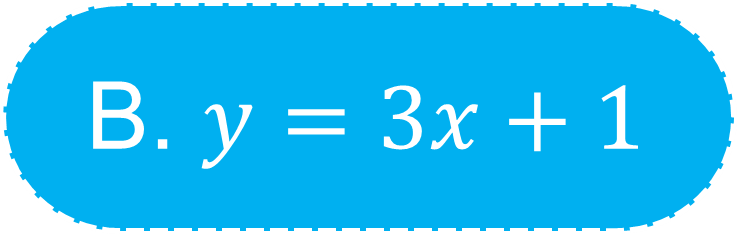 B. y = 3x + 1